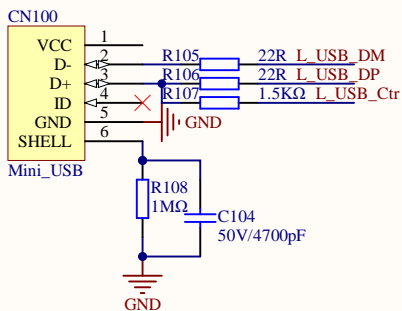 CN100
VCC 1
D- 2 R105 22R L_USB_DM
D+ 3 R106 22R L_USB_DP
ID 4 R107 1.5KΩ L_USB_Ctr
GND 5 GND
SHELL 6
Mini_USB
R108
1MΩ
C104
50V/4700pF
GND